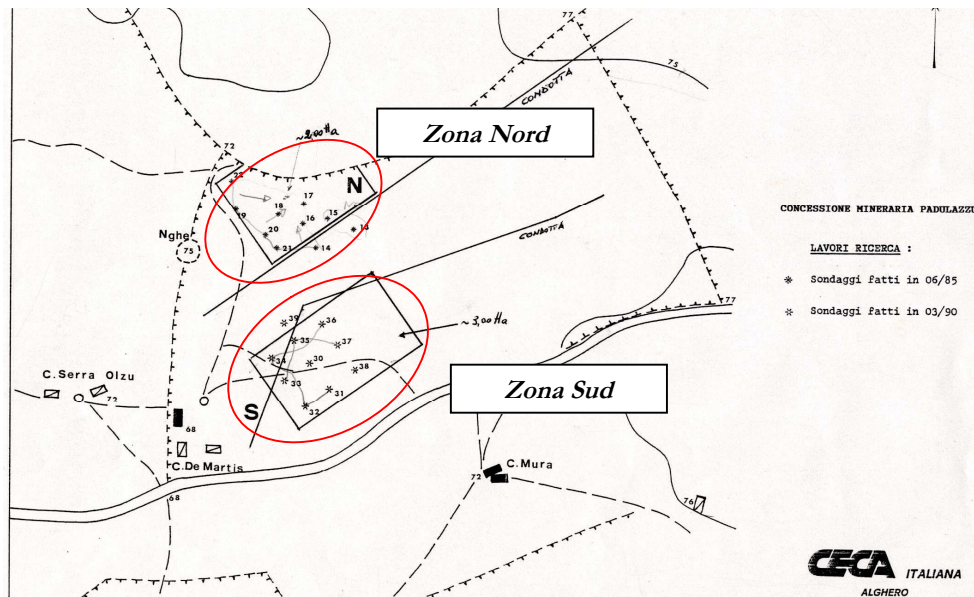 77
75
CONDOTTA
~2,00 Ha
Zona Nord
72
22
N
17
19
18
16
15
13
20
21
14
Nghe
75
CONCESSIONE MINERARIA PADULAZZU
LAVORI RICERCA :
Sondaggi fatti in 06/85
Sondaggi fatti in 03/90
CONDOTTA
77
39
36
~3,00 Ha
35
37
34
30
38
33
31
32
S
Zona Sud
C. Serra Olzu
72
68
C. De Martis
68
C. Mura
72
76
CECA ITALIANA
ALGHERO